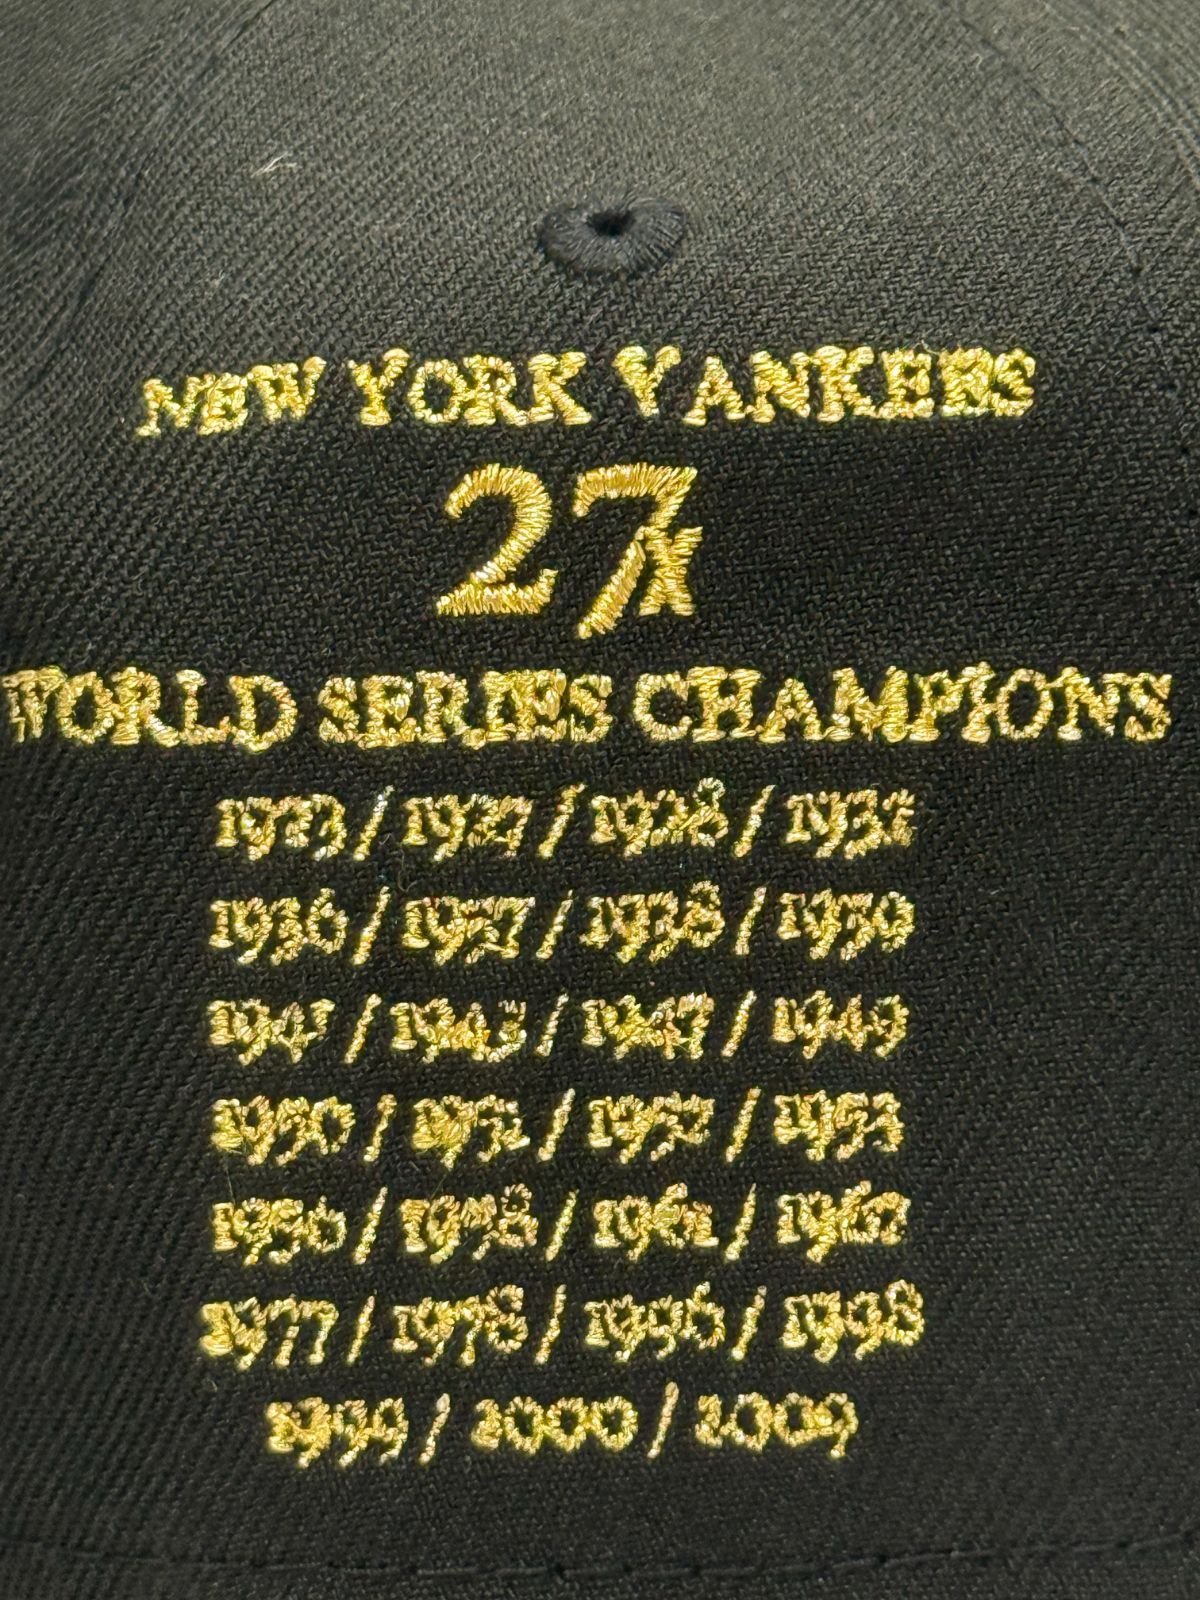 NEW YORK YANKEES
27x
WORLD SERIES CHAMPIONS
1923 / 1927 / 1928 / 1932
1936 / 1937 / 1938 / 1939
1941 / 1943 / 1947 / 1949
1950 / 1951 / 1952 / 1953
1956 / 1958 / 1961 / 1962
1977 / 1978 / 1996 / 1998
1999 / 2000 / 2009